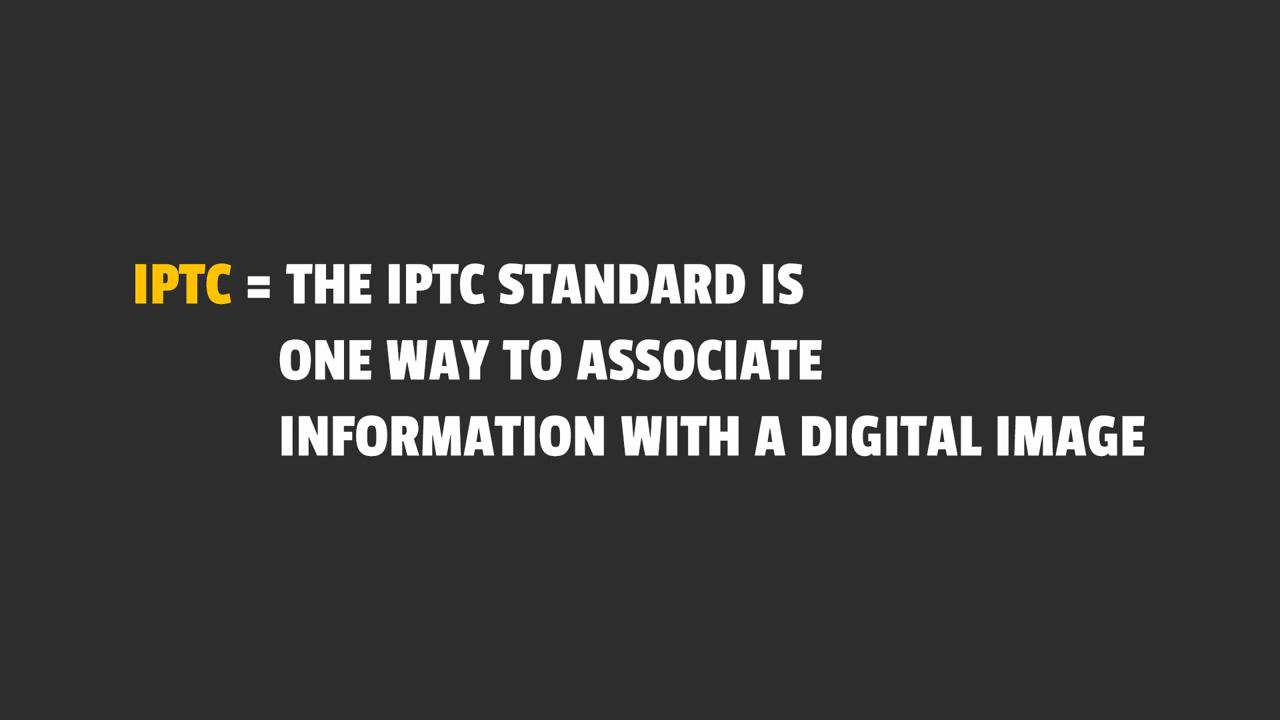 IPTC = THE IPTC STANDARD IS
ONE WAY TO ASSOCIATE
INFORMATION WITH A DIGITAL IMAGE